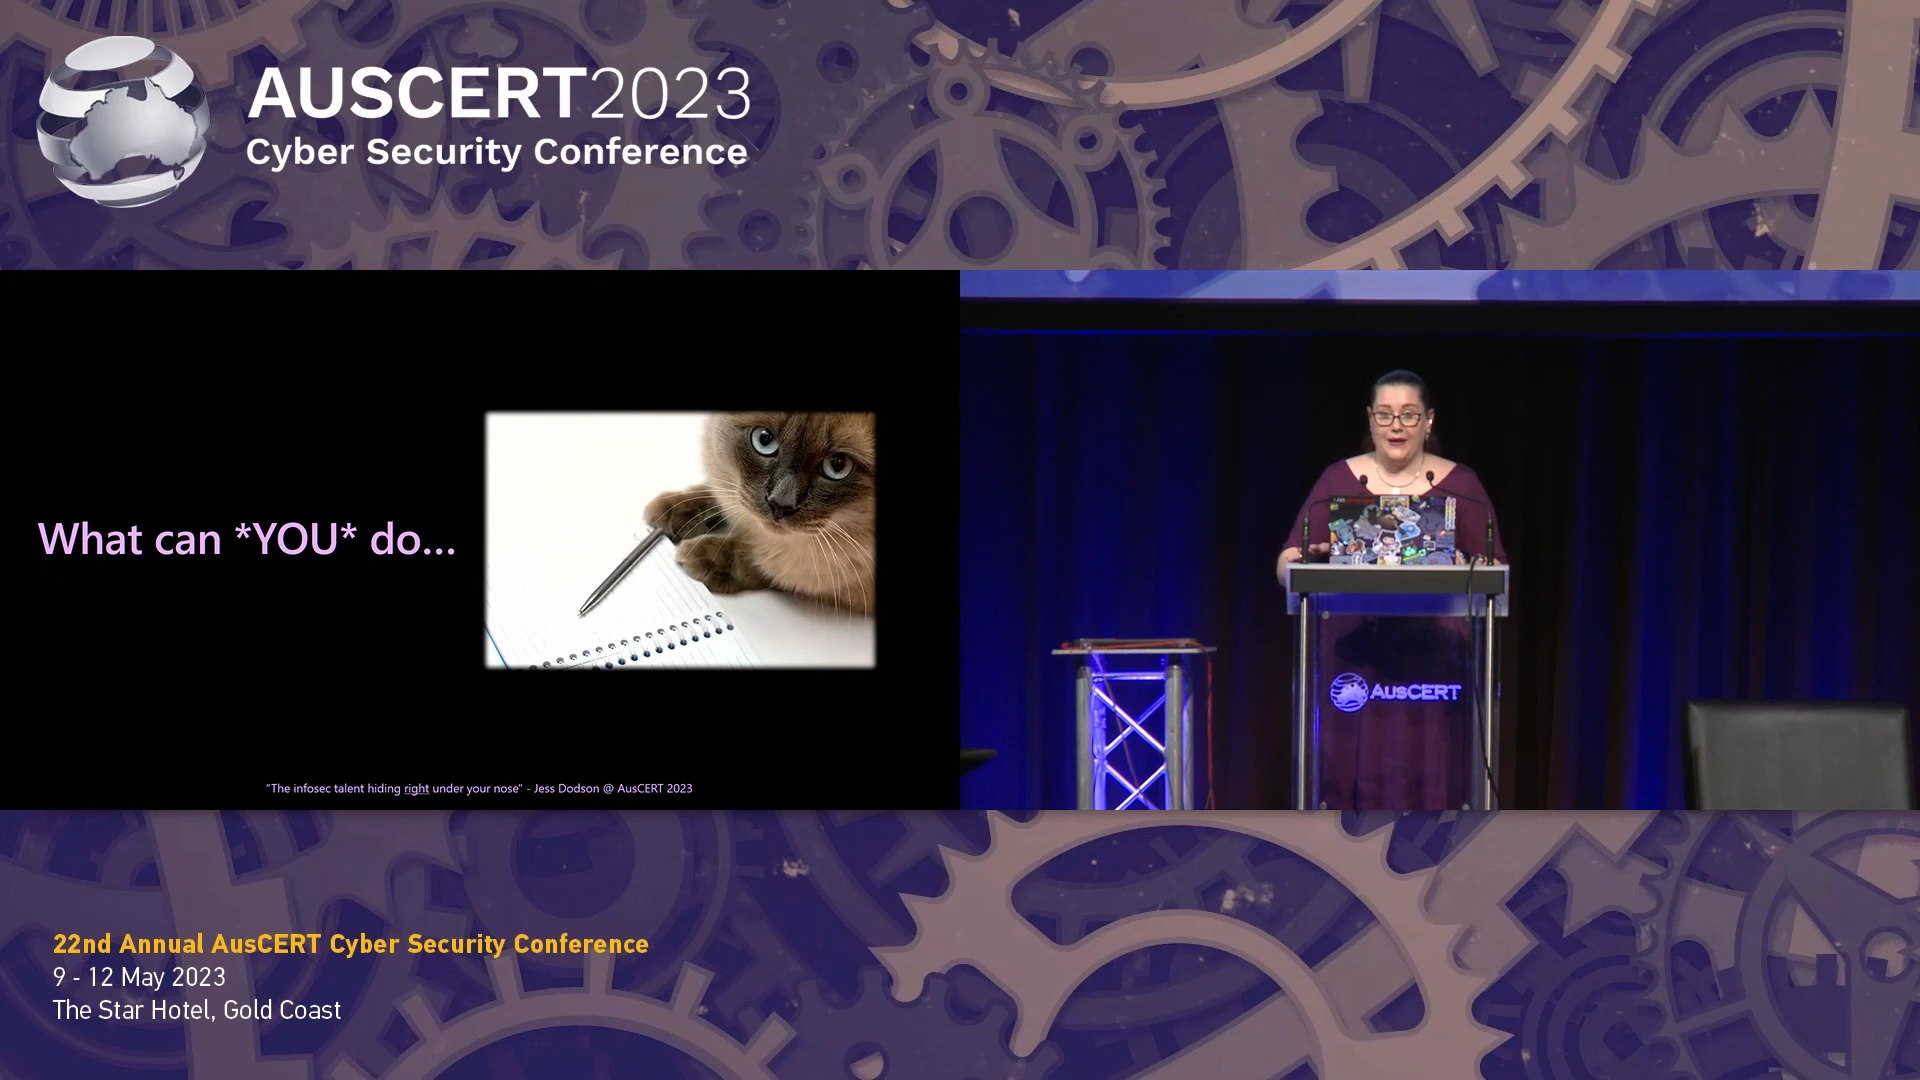 AUSCERT2023
Cyber Security Conference
What can *YOU* do...
"The infosec talent hiding right under your nose" - Jess Dodson @ AusCERT 2023
AUSCERT
22nd Annual AusCERT Cyber Security Conference
9 - 12 May 2023
The Star Hotel, Gold Coast